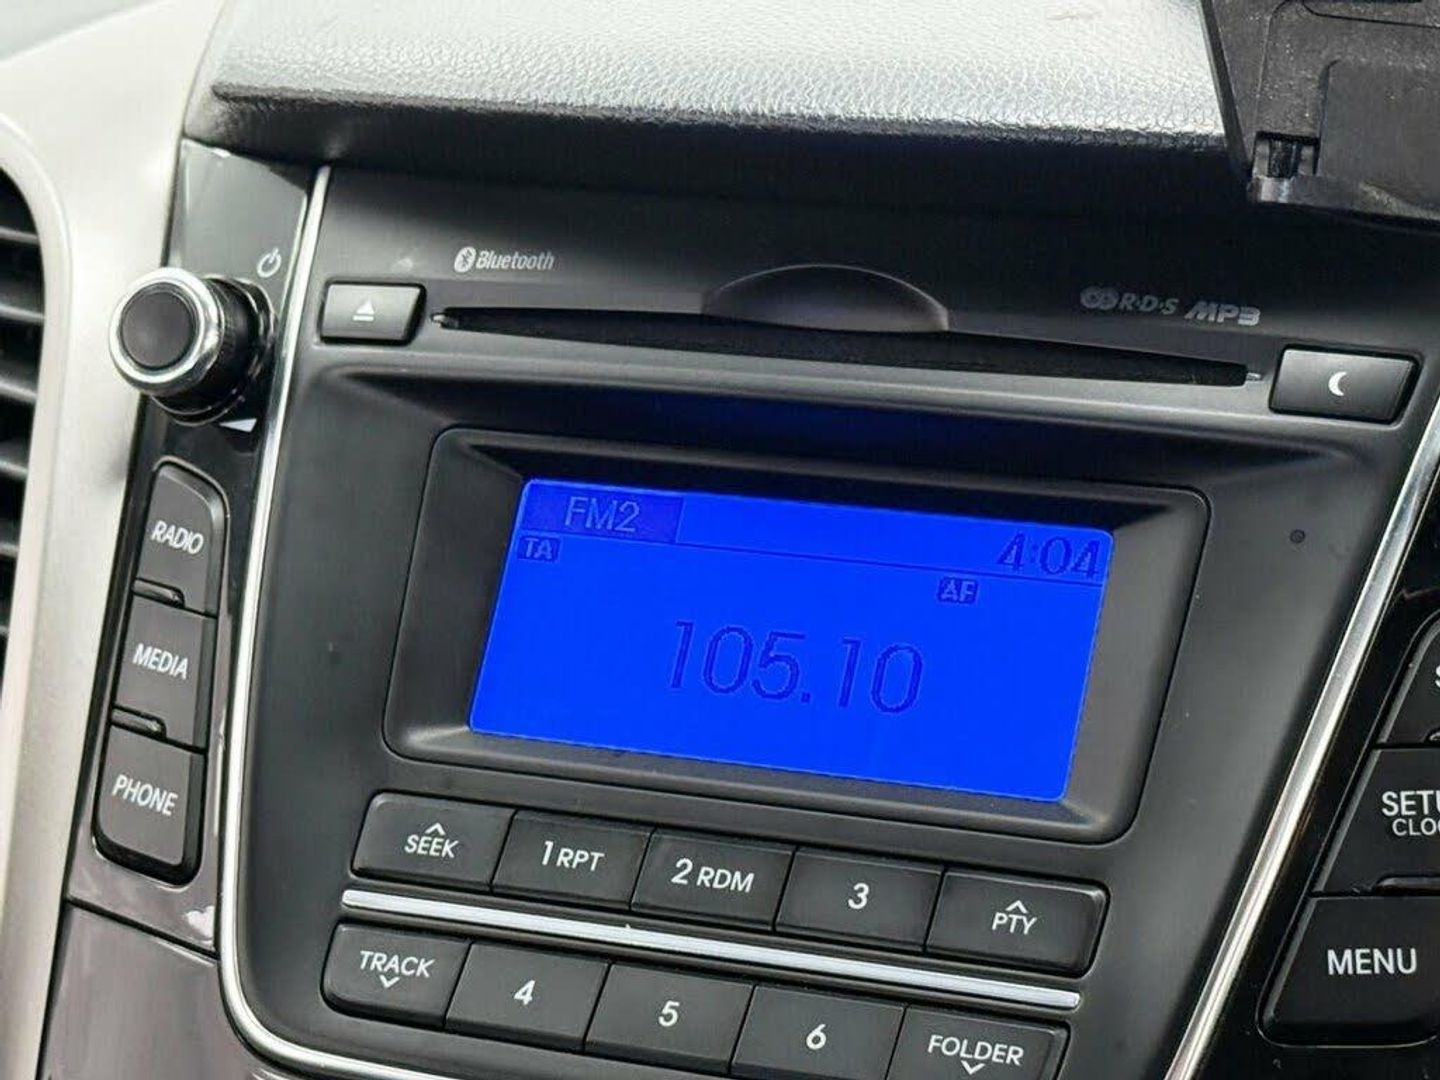 Bluetooth
R·D·S MP3
RADIO
MEDIA
PHONE
FM2
4:04
TA
AF
105.10
SEEK
1 RPT
2 RDM
3
PTY
TRACK
4
5
6
FOLDER
MENU